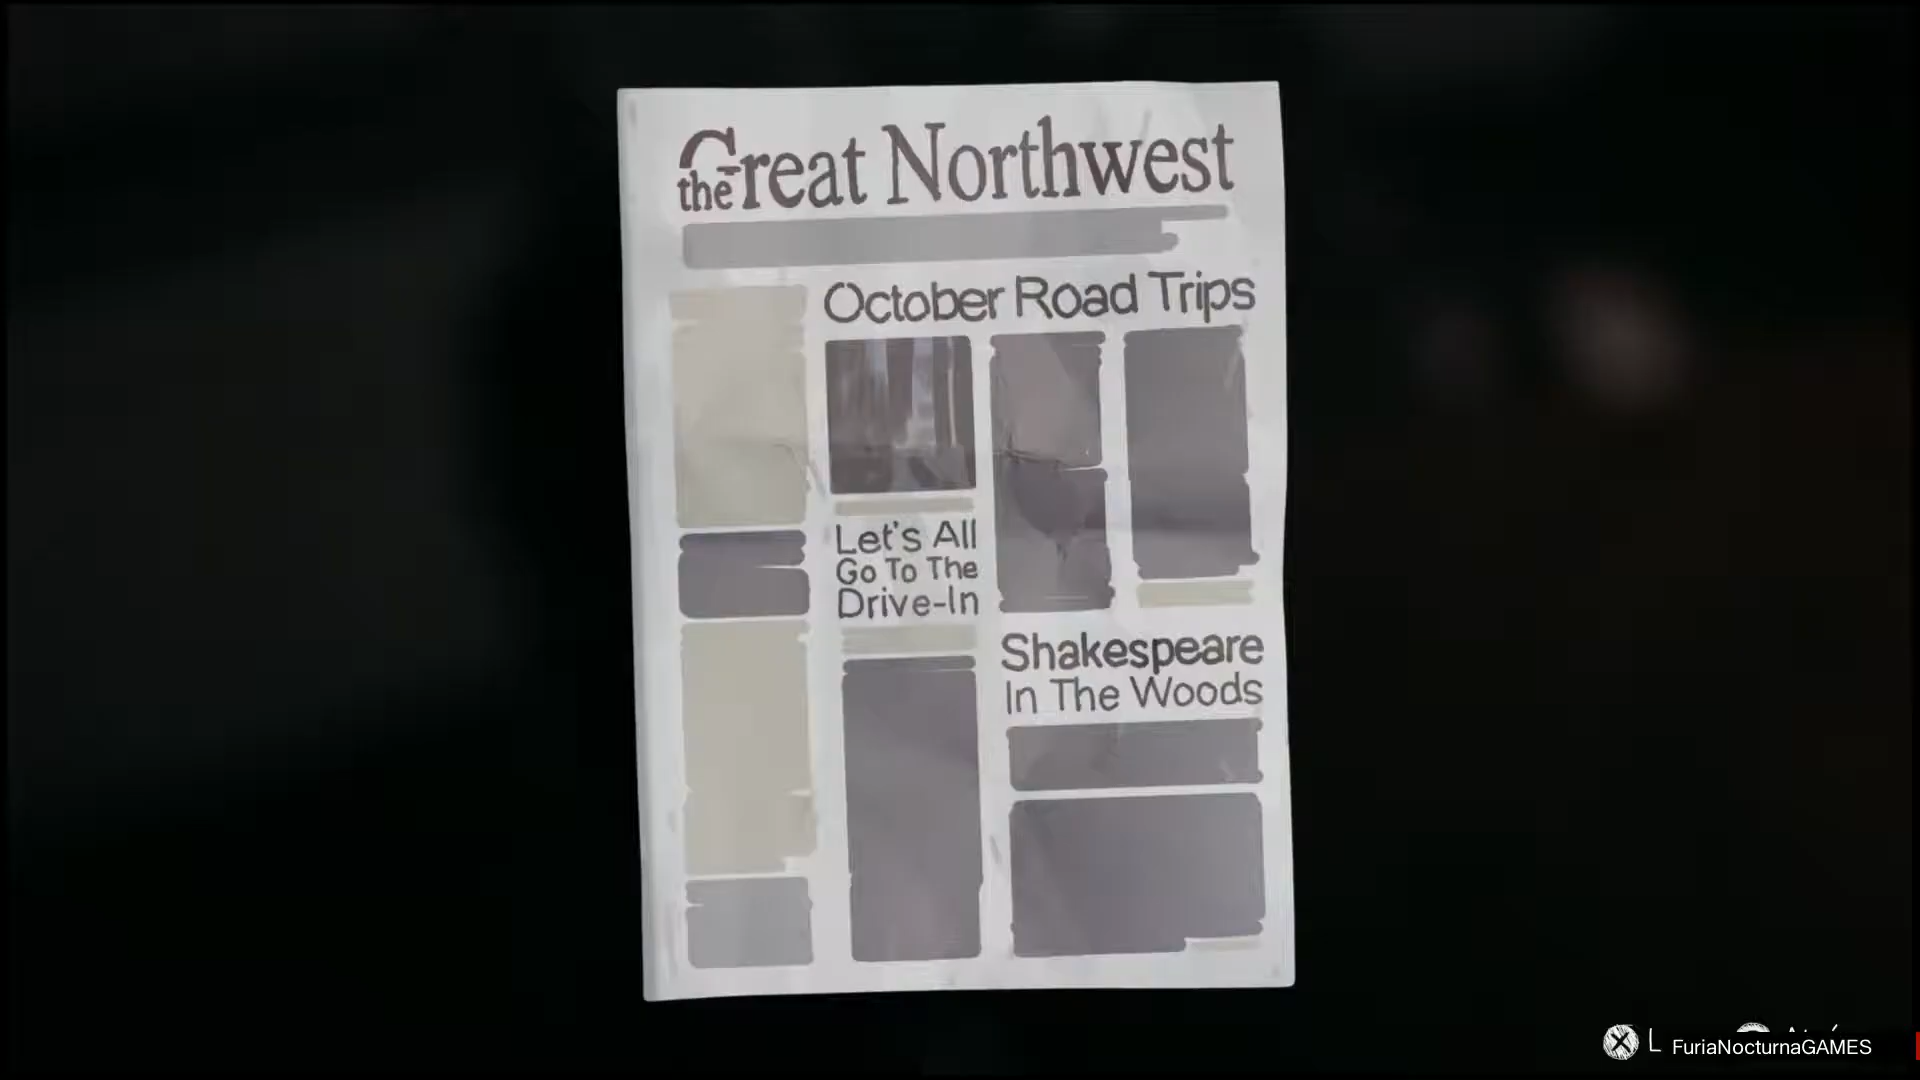 the Great Northwest
October Road Trips
Let's All
Go To The
Drive-In
Shakespeare
In The Woods
L
FuriaNocturnaGAMES